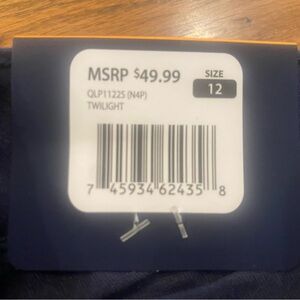 MSRP $49.99
SIZE
12
QLP1122S (N4P)
TWILIGHT
7 45934 62435 8